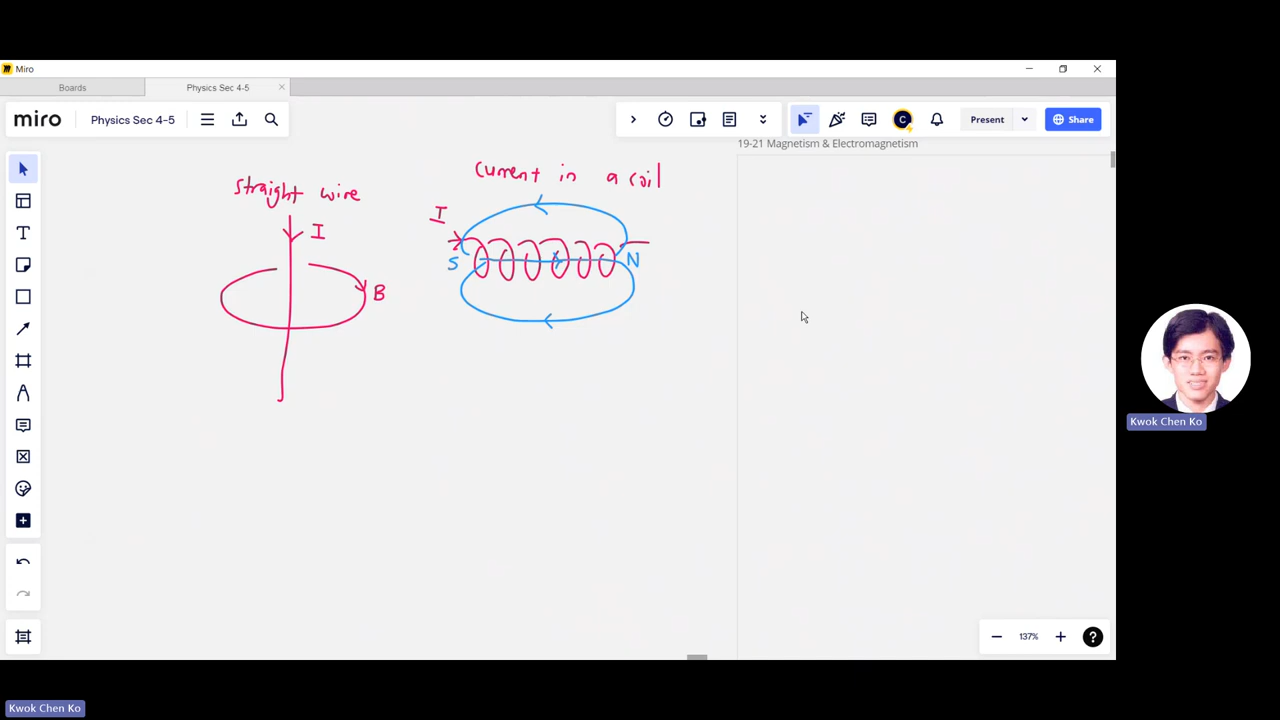 Miro
Boards
Physics Sec 4-5
miro
Physics Sec 4-5
C
Present
Share
19-21 Magnetism & Electromagnetism
current in a coil
straight wire
I
I
S
N
B
137%
Kwok Chen Ko
Kwok Chen Ko